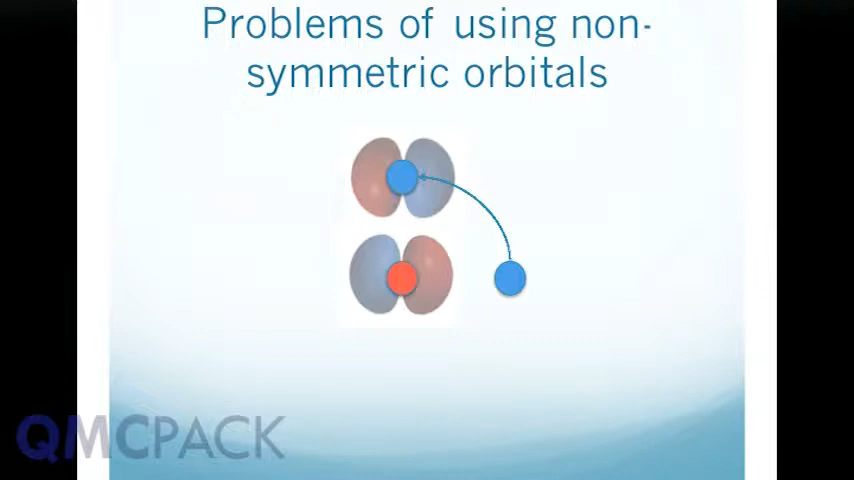 Problems of using non-
symmetric orbitals
QMCPACK